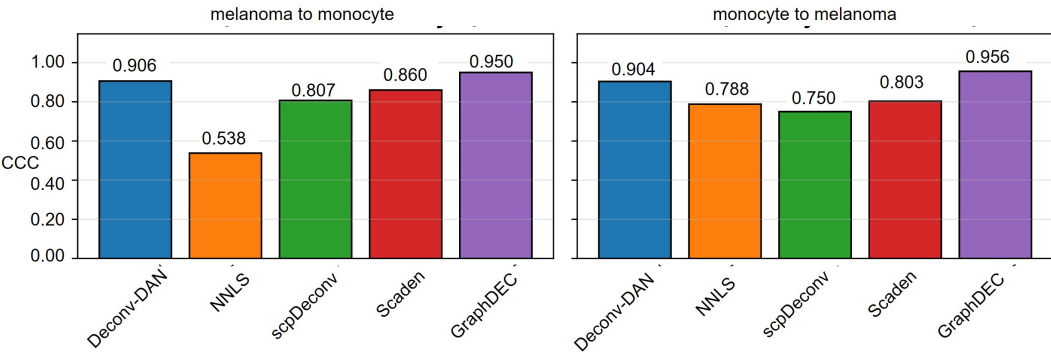 melanoma to monocyte
monocyte to melanoma
CCC
1.00
0.80
0.60
0.40
0.20
0.00
0.906
0.538
0.807
0.860
0.950
0.904
0.788
0.750
0.803
0.956
Deconv-DAN
NNLS
scpDeconv
Scaden
GraphDEC
Deconv-DAN
NNLS
scpDeconv
Scaden
GraphDEC